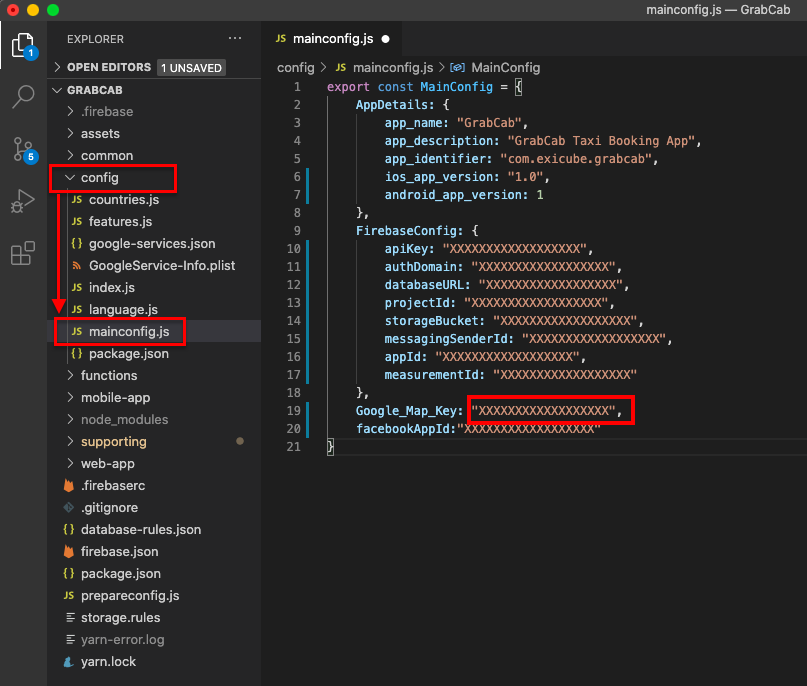 mainconfig.js — GrabCab
EXPLORER
...
JS mainconfig.js
1
OPEN EDITORS 1 UNSAVED
GRABCAB
.firebase
assets
common
config
JS countries.js
JS features.js
{} google-services.json
GoogleService-Info.plist
JS index.js
JS language.js
JS mainconfig.js
{} package.json
functions
mobile-app
node_modules
supporting
web-app
.firebaserc
.gitignore
{} database-rules.json
firebase.json
{} package.json
JS prepareconfig.js
storage.rules
yarn-error.log
yarn.lock
5
config > JS mainconfig.js > MainConfig
1 export const MainConfig = {
2 AppDetails: {
3 app_name: "GrabCab",
4 app_description: "GrabCab Taxi Booking App",
5 app_identifier: "com.exicube.grabcab",
6 ios_app_version: "1.0",
7 android_app_version: 1
8 },
9 FirebaseConfig: {
10 apiKey: "XXXXXXXXXXXXXXXXXX",
11 authDomain: "XXXXXXXXXXXXXXXXXX",
12 databaseURL: "XXXXXXXXXXXXXXXXXX",
13 projectId: "XXXXXXXXXXXXXXXXXX",
14 storageBucket: "XXXXXXXXXXXXXXXXXX",
15 messagingSenderId: "XXXXXXXXXXXXXXXXXX",
16 appId: "XXXXXXXXXXXXXXXXXX",
17 measurementId: "XXXXXXXXXXXXXXXXXX"
18 },
19 Google_Map_Key: "XXXXXXXXXXXXXXXXXX",
20 facebookAppId:"XXXXXXXXXXXXXXXXXX"
21 }